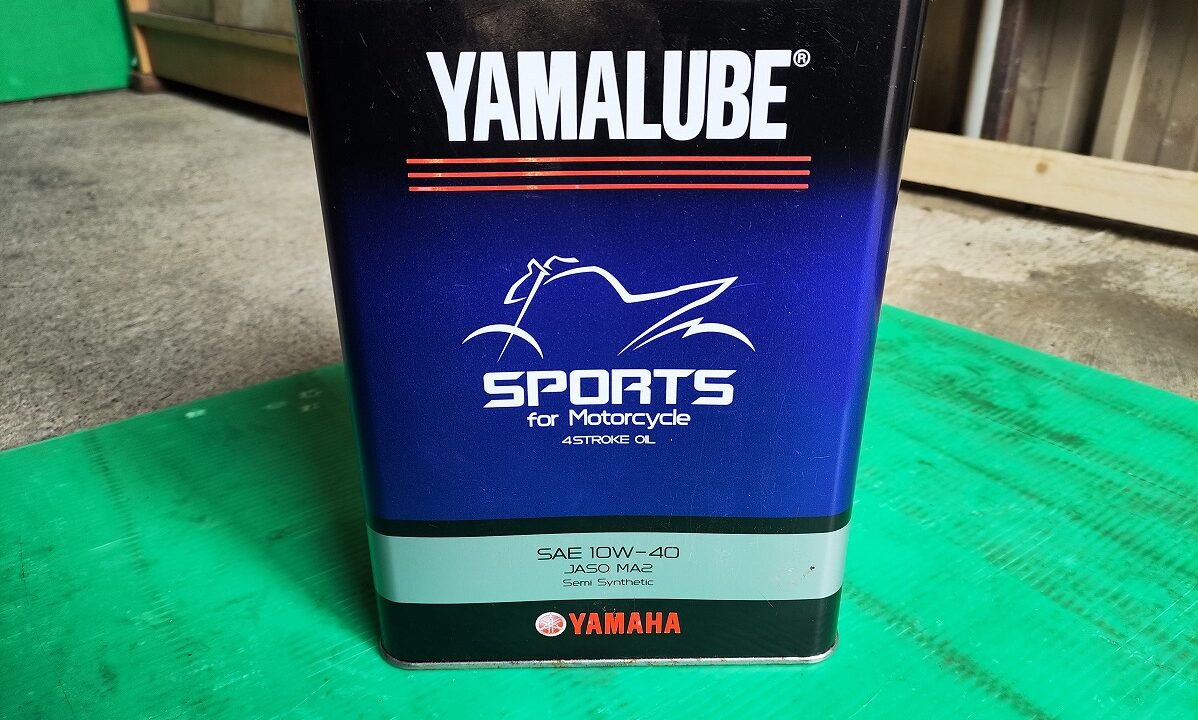 YAMALUBE®
SPORTS
for Motorcycle
4STROKE OIL
SAE 10W-40
JASO MA2
Semi Synthetic
YAMAHA